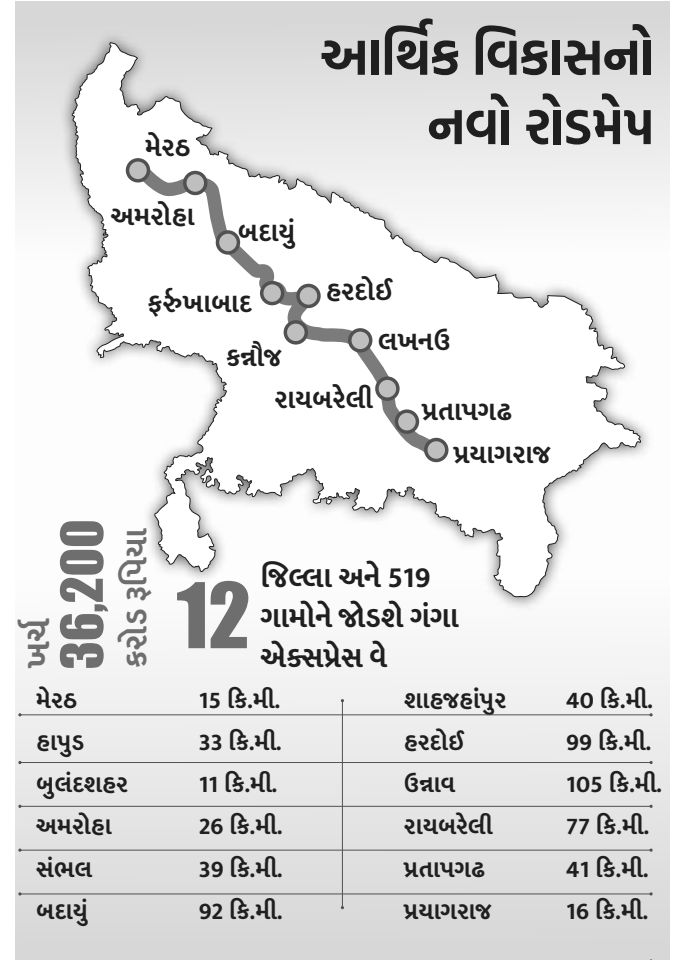 આર્થિક વિકાસનો
નવો રોડમેપ
મેરઠ
અમરોહા
બદાયું
ફર્રુખાબાદ
હરદોઈ
કન્નૌજ
લખનઉ
રાયબરેલી
પ્રતાપગઢ
પ્રયાગરાજ
ખર્ચ
36,200
કરોડ રૂપિયા
12
જિલ્લા અને 519
ગામોને જોડશે ગંગા
એક્સપ્રેસ વે
મેરઠ 15 કિ.મી. શાહજહાંપુર 40 કિ.મી.
હાપુડ 33 કિ.મી. હરદોઈ 99 કિ.મી.
બુલંદશહર 11 કિ.મી. ઉન્નાવ 105 કિ.મી.
અમરોહા 26 કિ.મી. રાયબરેલી 77 કિ.મી.
સંભલ 39 કિ.મી. પ્રતાપગઢ 41 કિ.મી.
બદાયું 92 કિ.મી. પ્રયાગરાજ 16 કિ.મી.